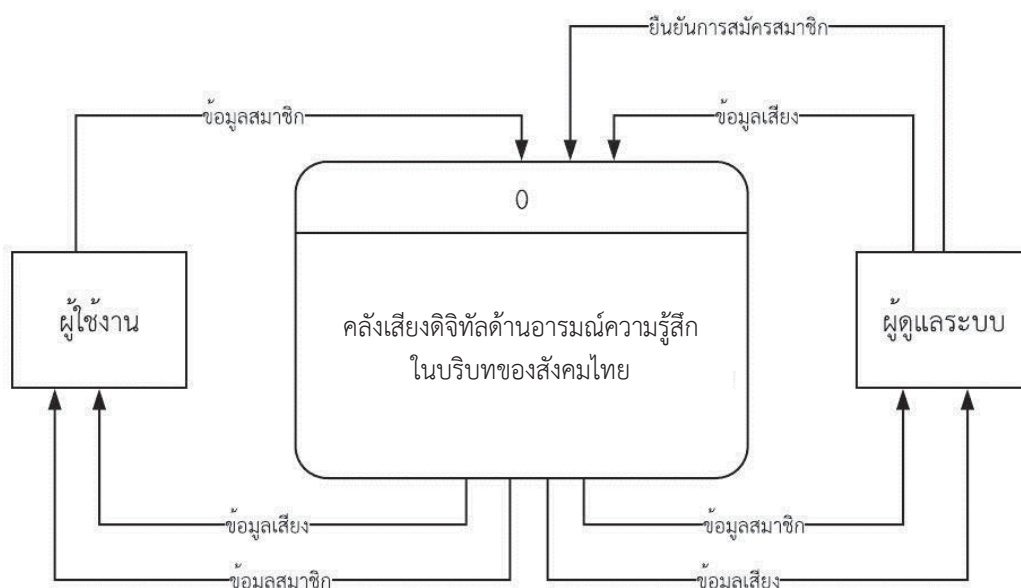 ยืนยันการสมัครสมาชิก
ข้อมูลสมาชิก
ข้อมูลเสียง
0
ผู้ใช้งาน
คลังเสียงดิจิทัลด้านอารมณ์ความรู้สึก
ในบริบทของสังคมไทย
ผู้ดูแลระบบ
ข้อมูลเสียง
ข้อมูลสมาชิก
ข้อมูลสมาชิก
ข้อมูลเสียง